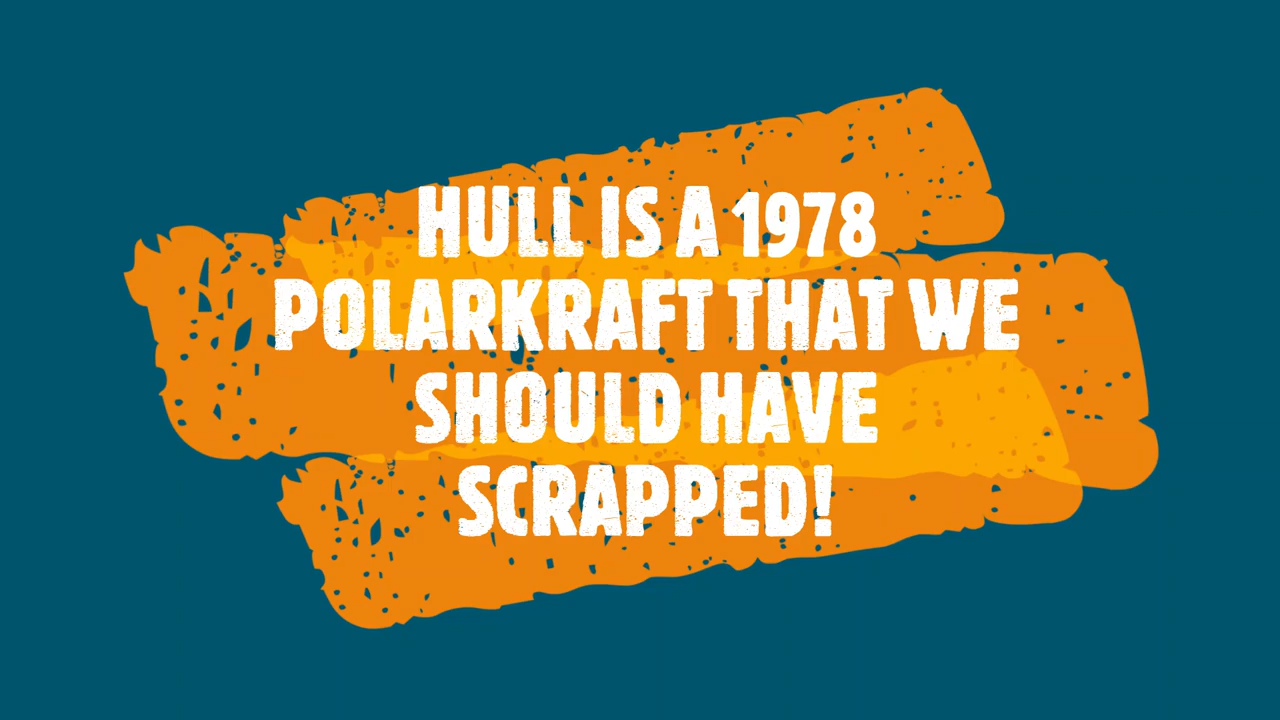 HULL IS A 1978
POLARKRAFT THAT WE
SHOULD HAVE
SCRAPPED!